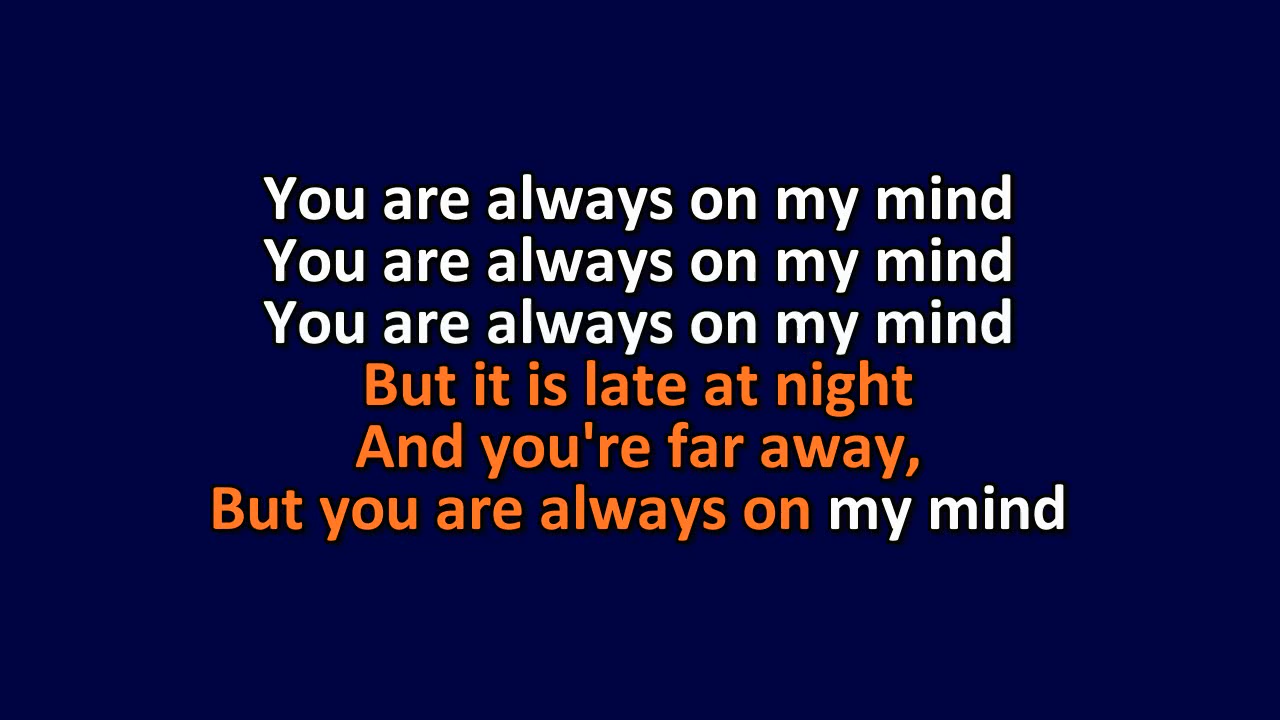 You are always on my mind
You are always on my mind
You are always on my mind
But it is late at night
And you're far away,
But you are always on my mind